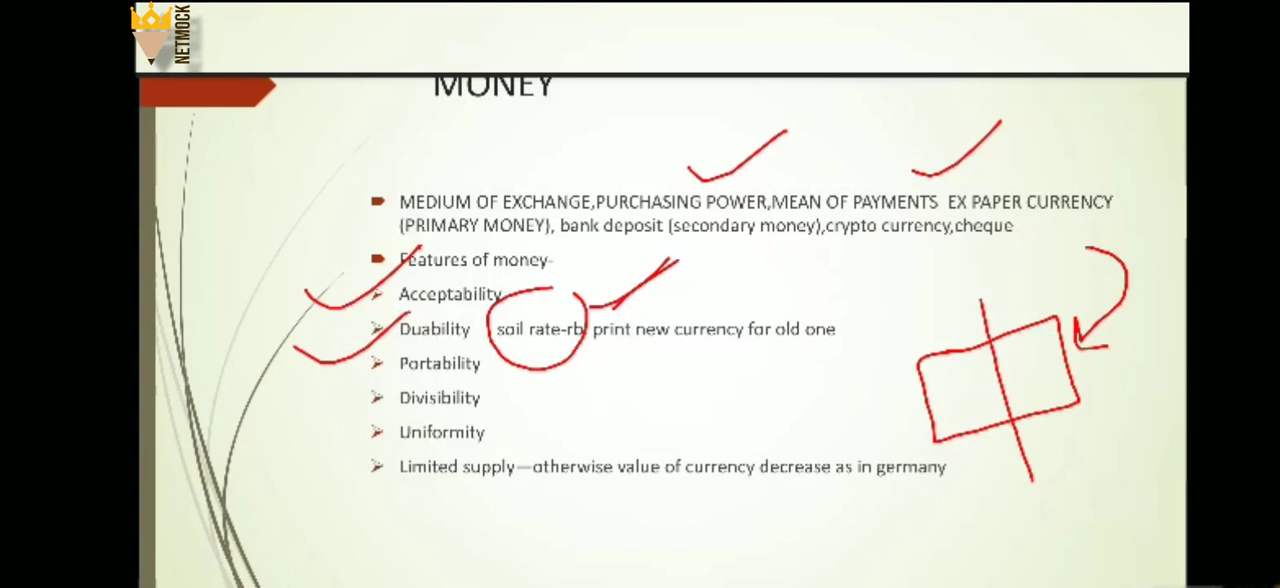 NETMOCK
MONEY
MEDIUM OF EXCHANGE,PURCHASING POWER,MEAN OF PAYMENTS EX PAPER CURRENCY
(PRIMARY MONEY), bank deposit (secondary money),crypto currency,cheque
Features of money-
Acceptability
Duability soil rate-rb print new currency for old one
Portability
Divisibility
Uniformity
Limited supply—otherwise value of currency decrease as in germany